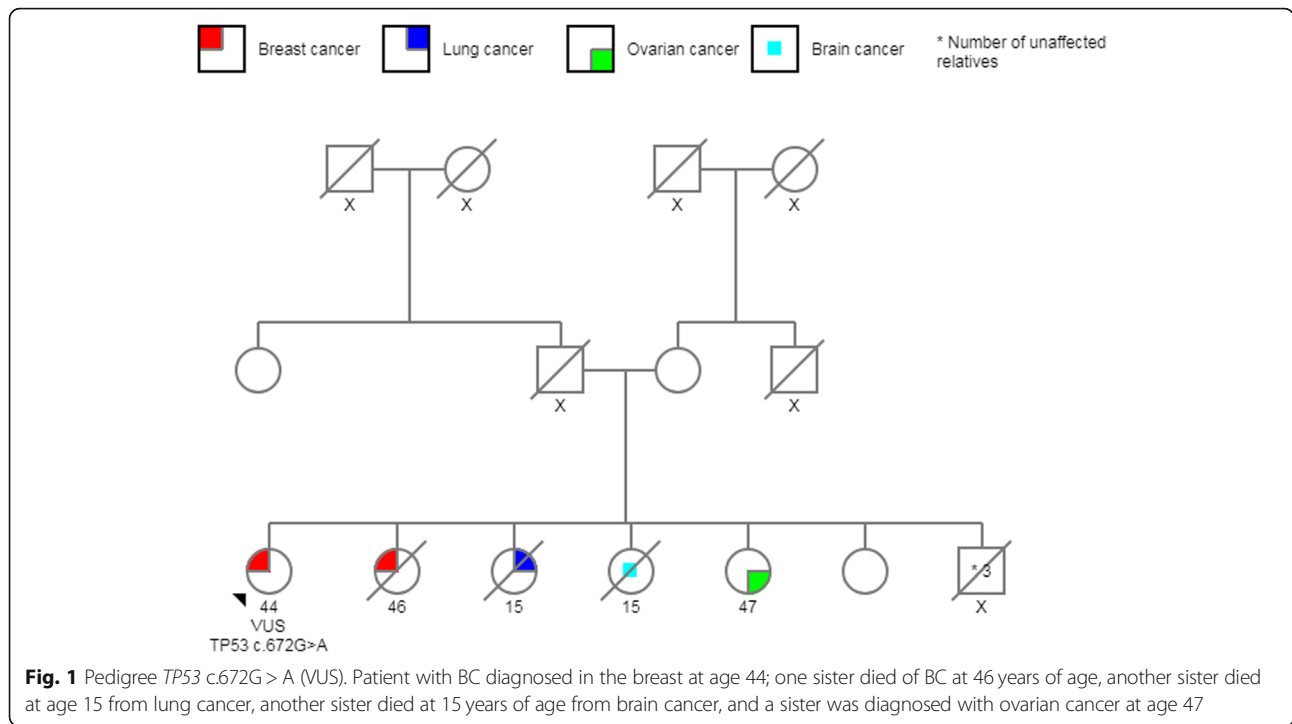 Breast cancer
Lung cancer
Ovarian cancer
Brain cancer
* Number of unaffected
relatives
X
X
X
X
X
X
* 3
44
46
15
15
47
X
VUS
TP53 c.672G>A
Fig. 1 Pedigree TP53 c.672G > A (VUS). Patient with BC diagnosed in the breast at age 44; one sister died of BC at 46 years of age, another sister died
at age 15 from lung cancer, another sister died at 15 years of age from brain cancer, and a sister was diagnosed with ovarian cancer at age 47